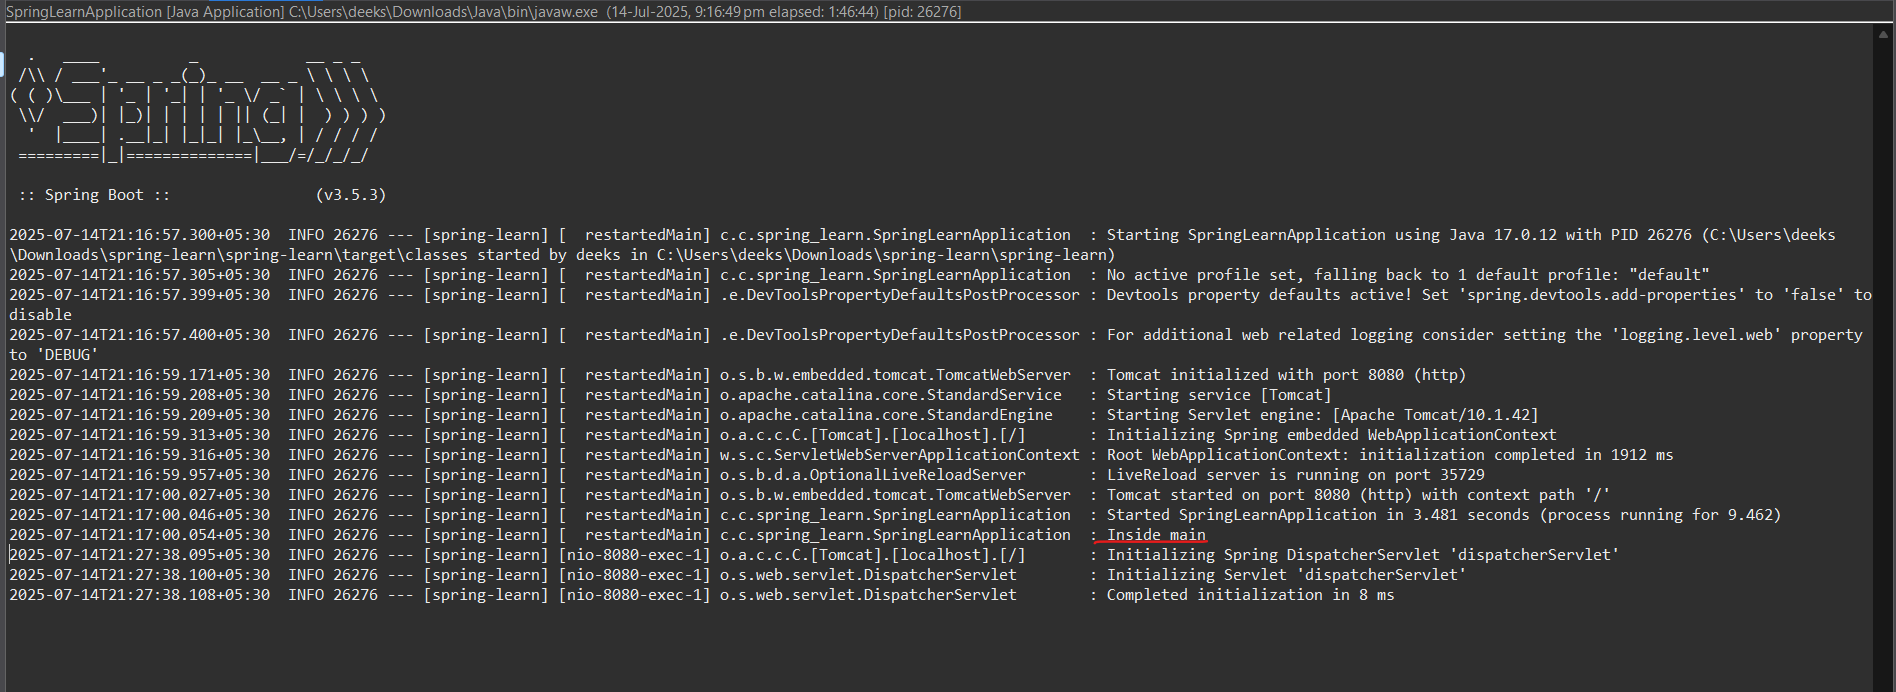 SpringLearnApplication [Java Application] C:\Users\deeks\Downloads\Java\bin\javaw.exe  (14-Jul-2025, 9:16:49 pm elapsed: 1:46:44) [pid: 26276]
  .   ____          _            __ _ _
 /\\ / ___'_ __ _ _(_)_ __  __ _ \ \ \ \
( ( )\___ | '_ | '_| | '_ \/ _` | \ \ \ \
 \\/  ___)| |_)| | | | | || (_| |  ) ) ) )
  '  |____| .__|_| |_|_| |_\__, | / / / /
 =========|_|==============|___/=/_/_/_/
 :: Spring Boot ::                (v3.5.3)
2025-07-14T21:16:57.300+05:30  INFO 26276 --- [spring-learn] [  restartedMain] c.c.spring_learn.SpringLearnApplication  : Starting SpringLearnApplication using Java 17.0.12 with PID 26276 (C:\Users\deeks
\Downloads\spring-learn\spring-learn\target\classes started by deeks in C:\Users\deeks\Downloads\spring-learn\spring-learn)
2025-07-14T21:16:57.305+05:30  INFO 26276 --- [spring-learn] [  restartedMain] c.c.spring_learn.SpringLearnApplication  : No active profile set, falling back to 1 default profile: "default"
2025-07-14T21:16:57.399+05:30  INFO 26276 --- [spring-learn] [  restartedMain] .e.DevToolsPropertyDefaultsPostProcessor : Devtools property defaults active! Set 'spring.devtools.add-properties' to 'false' to
disable
2025-07-14T21:16:57.400+05:30  INFO 26276 --- [spring-learn] [  restartedMain] .e.DevToolsPropertyDefaultsPostProcessor : For additional web related logging consider setting the 'logging.level.web' property
to 'DEBUG'
2025-07-14T21:16:59.171+05:30  INFO 26276 --- [spring-learn] [  restartedMain] o.s.b.w.embedded.tomcat.TomcatWebServer  : Tomcat initialized with port 8080 (http)
2025-07-14T21:16:59.208+05:30  INFO 26276 --- [spring-learn] [  restartedMain] o.apache.catalina.core.StandardService   : Starting service [Tomcat]
2025-07-14T21:16:59.209+05:30  INFO 26276 --- [spring-learn] [  restartedMain] o.apache.catalina.core.StandardEngine    : Starting Servlet engine: [Apache Tomcat/10.1.42]
2025-07-14T21:16:59.313+05:30  INFO 26276 --- [spring-learn] [  restartedMain] o.a.c.c.C.[Tomcat].[localhost].[/]       : Initializing Spring embedded WebApplicationContext
2025-07-14T21:16:59.316+05:30  INFO 26276 --- [spring-learn] [  restartedMain] w.s.c.ServletWebServerApplicationContext : Root WebApplicationContext: initialization completed in 1912 ms
2025-07-14T21:16:59.957+05:30  INFO 26276 --- [spring-learn] [  restartedMain] o.s.b.d.a.OptionalLiveReloadServer       : LiveReload server is running on port 35729
2025-07-14T21:17:00.027+05:30  INFO 26276 --- [spring-learn] [  restartedMain] o.s.b.w.embedded.tomcat.TomcatWebServer  : Tomcat started on port 8080 (http) with context path '/'
2025-07-14T21:17:00.046+05:30  INFO 26276 --- [spring-learn] [  restartedMain] c.c.spring_learn.SpringLearnApplication  : Started SpringLearnApplication in 3.481 seconds (process running for 9.462)
2025-07-14T21:17:00.054+05:30  INFO 26276 --- [spring-learn] [  restartedMain] c.c.spring_learn.SpringLearnApplication  : Inside main
2025-07-14T21:27:38.095+05:30  INFO 26276 --- [spring-learn] [nio-8080-exec-1] o.a.c.c.C.[Tomcat].[localhost].[/]       : Initializing Spring DispatcherServlet 'dispatcherServlet'
2025-07-14T21:27:38.100+05:30  INFO 26276 --- [spring-learn] [nio-8080-exec-1] o.s.web.servlet.DispatcherServlet        : Initializing Servlet 'dispatcherServlet'
2025-07-14T21:27:38.108+05:30  INFO 26276 --- [spring-learn] [nio-8080-exec-1] o.s.web.servlet.DispatcherServlet        : Completed initialization in 8 ms